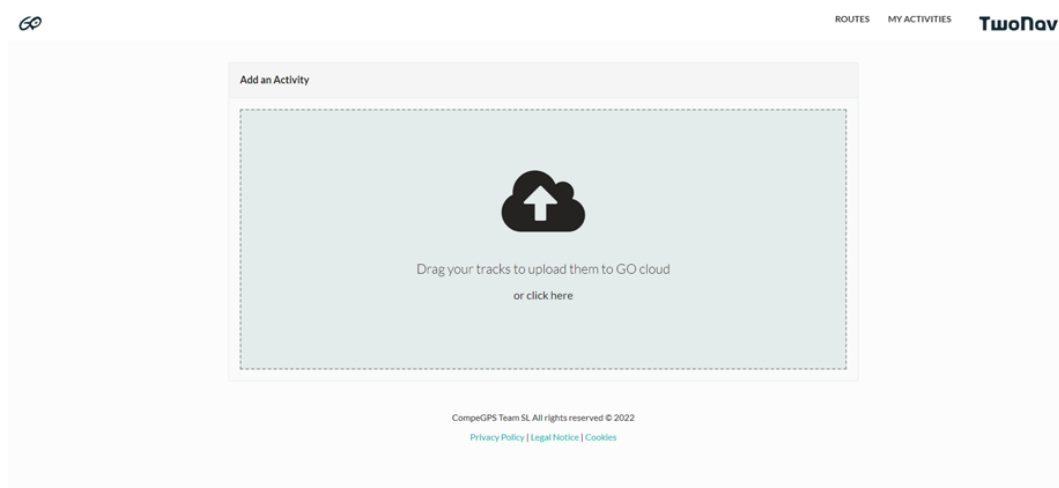 GO
ROUTES MY ACTIVITIES TwoNav
Add an Activity
Drag your tracks to upload them to GO cloud
or click here
CompeGPS Team SL All rights reserved © 2022
Privacy Policy | Legal Notice | Cookies